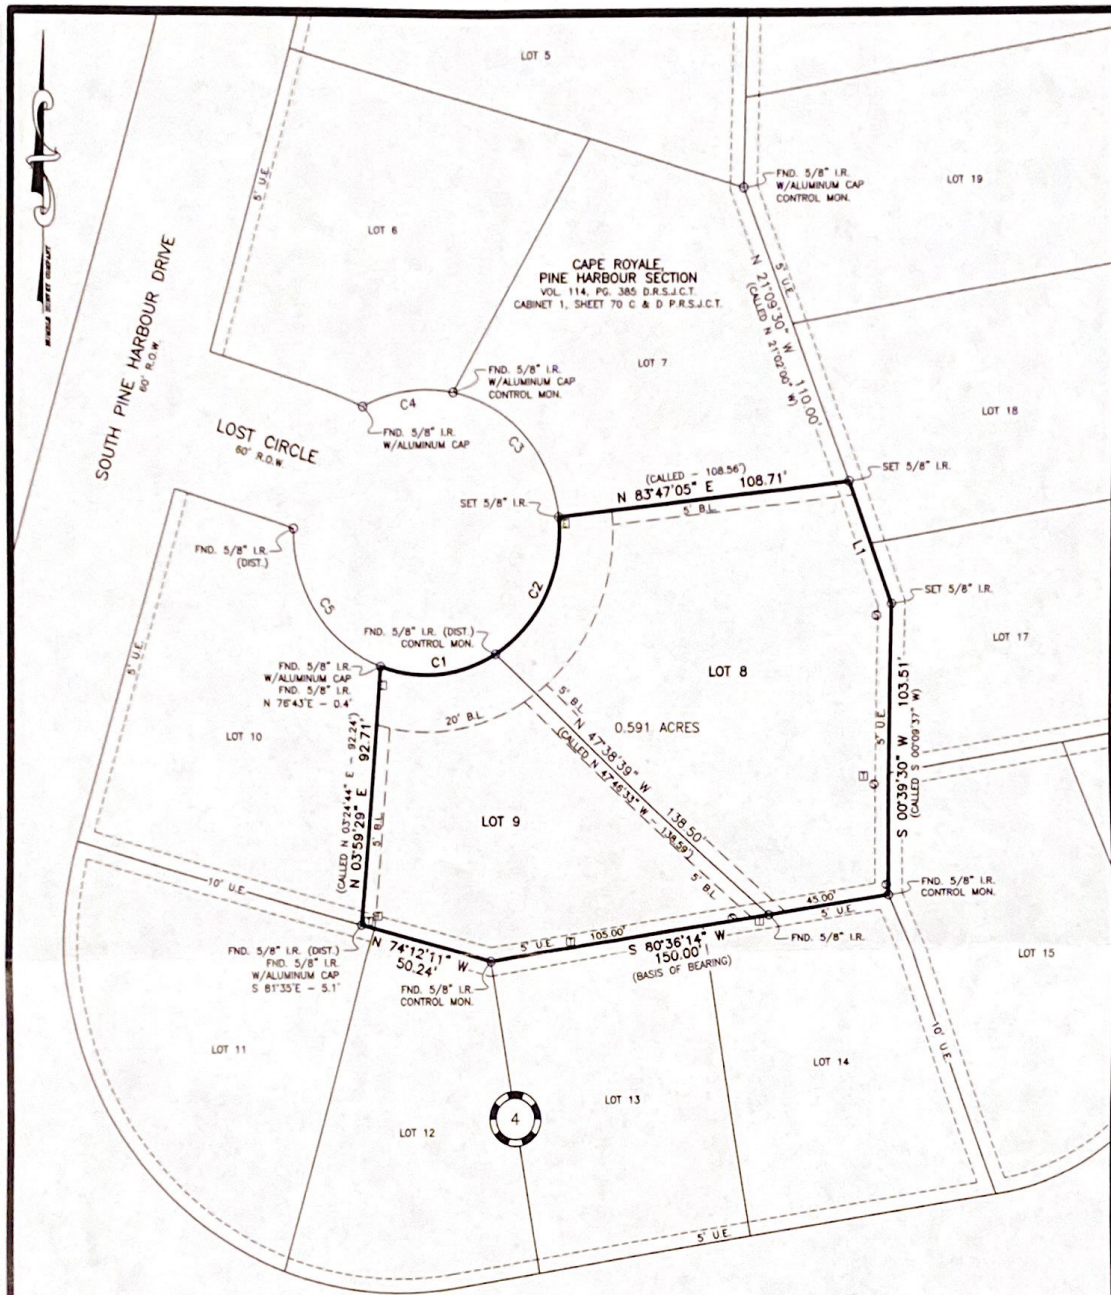 LOT 5
FND. 5/8" I.R.
W/ALUMINUM CAP
CONTROL MON.
LOT 19
5' U.E.
LOT 6
SOUTH PINE HARBOUR DRIVE
60' R.O.W.
CAPE ROYALE,
PINE HARBOUR SECTION
VOL. 114, PG. 385 D.R.S.J.C.T.
CABINET 1, SHEET 70 C & D P.R.S.J.C.T.
5' U.E.
N 21°09'30" W 110.00'
(CALLED N 21°02'00" W)
LOT 7
FND. 5/8" I.R.
W/ALUMINUM CAP
CONTROL MON.
C4
FND. 5/8" I.R.
W/ALUMINUM CAP
C3
LOT 18
LOST CIRCLE
60' R.O.W.
(CALLED - 108.56')
N 83°47'05" E 108.71'
5' B.L.
SET 5/8" I.R.
SET 5/8" I.R.
FND. 5/8" I.R.
(DIST.)
L1
C2
C5
SET 5/8" I.R.
FND. 5/8" I.R. (DIST.)
CONTROL MON.
C1
LOT 17
5' U.E.
FND. 5/8" I.R.
W/ALUMINUM CAP
FND. 5/8" I.R.
N 76°43'E - 0.4'
LOT 8
20' B.L.
5' B.L.
N 47°38'39" W 138.50'
(CALLED N 47°46'33" W - 138.59')
5' B.L.
0.591 ACRES
5' U.E.
S 00°39'30" W 103.51'
(CALLED S 00°09'37" W)
T
LOT 10
(CALLED N 03°24'44" E - 92.24')
N 03°59'29" E 92.71'
5' B.L.
LOT 9
10' U.E.
FND. 5/8" I.R.
CONTROL MON.
45.00'
5' U.E.
T
FND. 5/8" I.R. (DIST.)
FND. 5/8" I.R.
W/ALUMINUM CAP
S 81°35'E - 5.1'
T
N 74°12'11" W
50.24'
5' U.E.
T
105.00'
S 80°36'14" W
150.00'
(BASIS OF BEARING)
FND. 5/8" I.R.
FND. 5/8" I.R.
CONTROL MON.
LOT 15
10' U.E.
LOT 11
LOT 14
LOT 13
4
LOT 12
5' U.E.